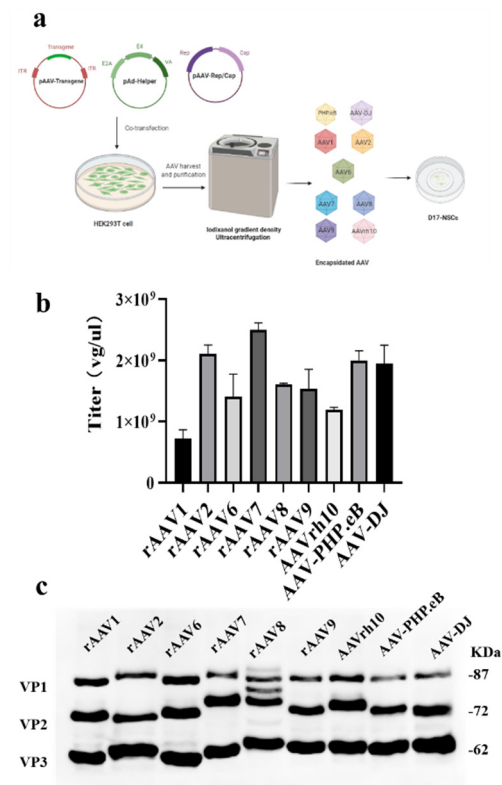 a
Transgene
ITR
ITR
pAAV-Transgene
E4
E2A
VA
pAd-Helper
Rep
Cap
pAAV-Rep/Cap
Co-transfection
AAV harvest
and purification
HEK293T cell
Iodixanol gradient density
Ultracentrifugation
PHP.eB
AAV-DJ
AAV1
AAV2
AAV6
AAV7
AAV8
AAV9
AAVrh10
Encapsidated AAV
D17-NSCs
b
Titer (vg/ul)
3×10⁹
2×10⁹
1×10⁹
0
rAAV1
rAAV2
rAAV6
rAAV7
rAAV8
rAAV9
AAVrh10
AAV-PHP.eB
AAV-DJ
c
rAAV1
rAAV2
rAAV6
rAAV7
rAAV8
rAAV9
AAVrh10
AAV-PHP.eB
AAV-DJ
KDa
VP1
-87
VP2
-72
VP3
-62